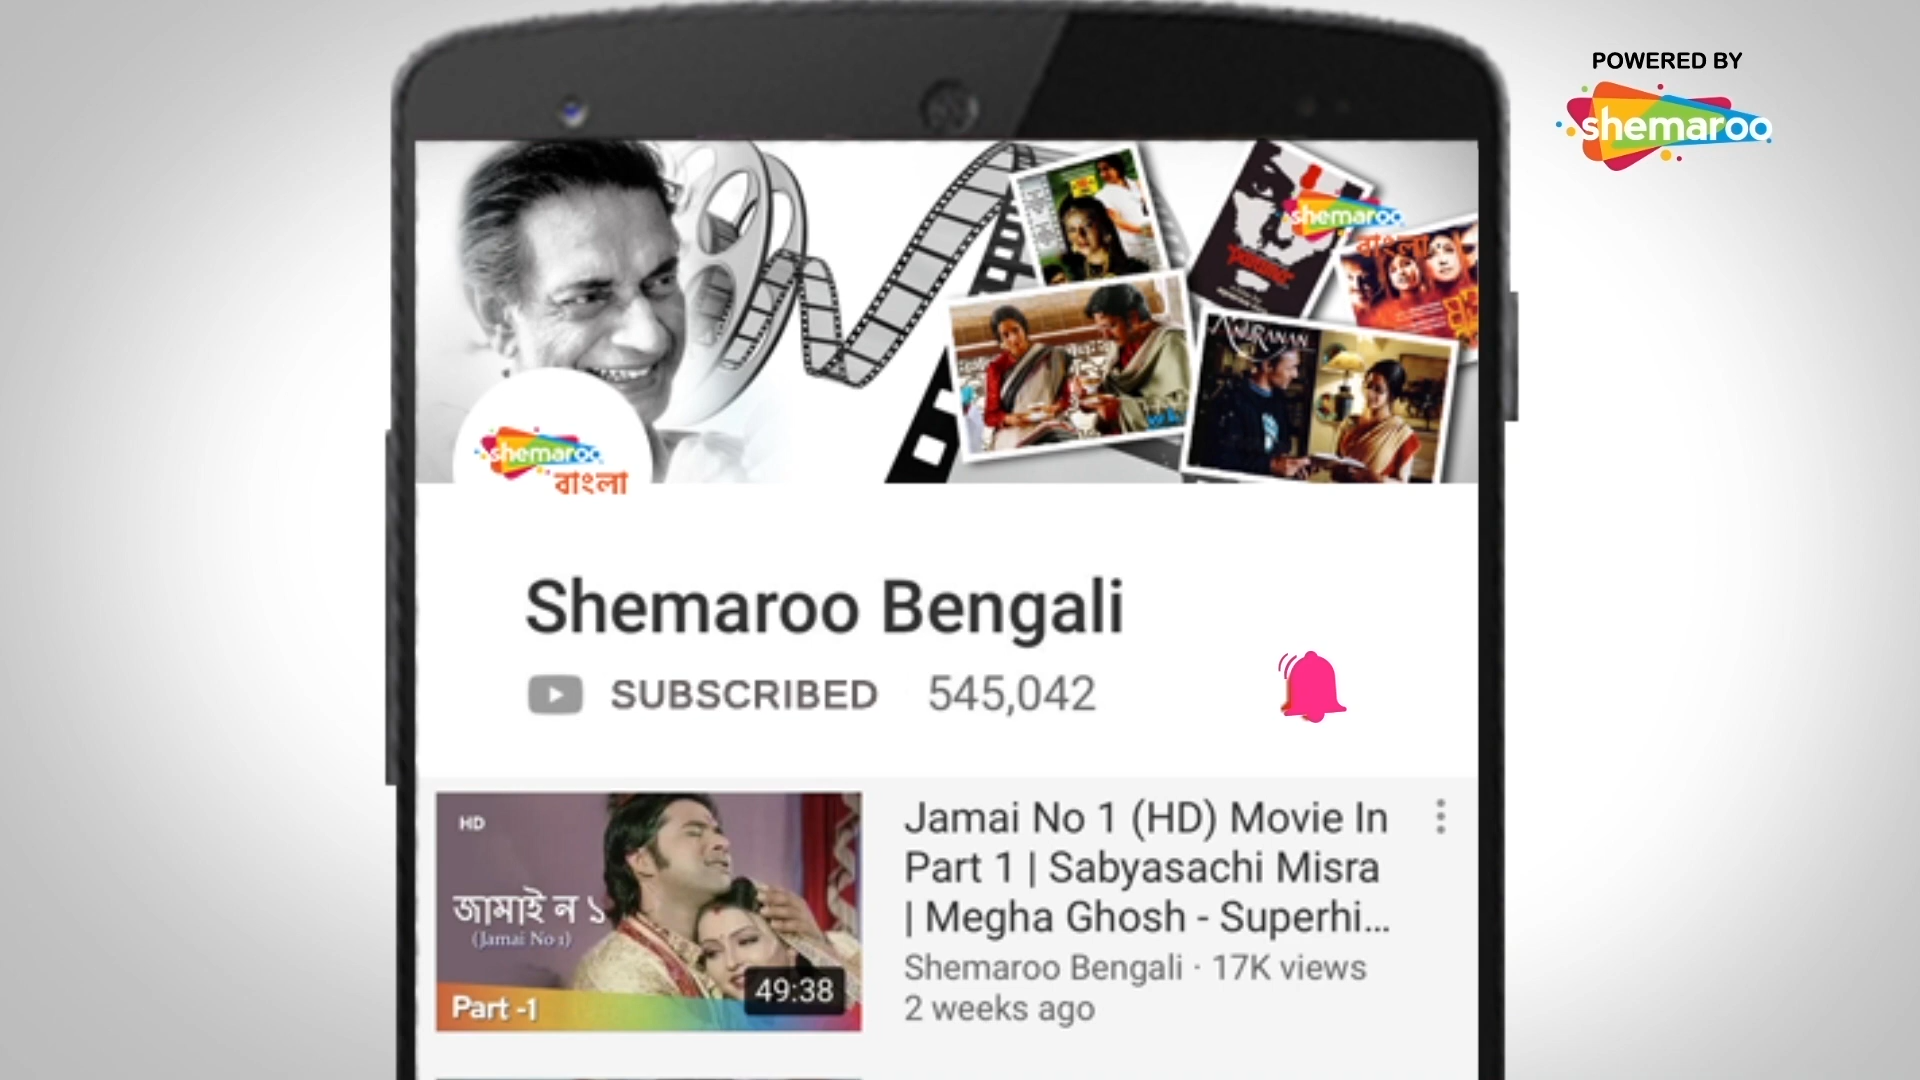 POWERED BY
shemaroo
shemaroo
বাংলা
ANURANAN
shemaroo
বাংলা
Shemaroo Bengali
SUBSCRIBED 545,042
HD
জামাই ন ১
(Jamai No 1)
Part -1
49:38
Jamai No 1 (HD) Movie In
Part 1 | Sabyasachi Misra
| Megha Ghosh - Superhi...
Shemaroo Bengali · 17K views
2 weeks ago